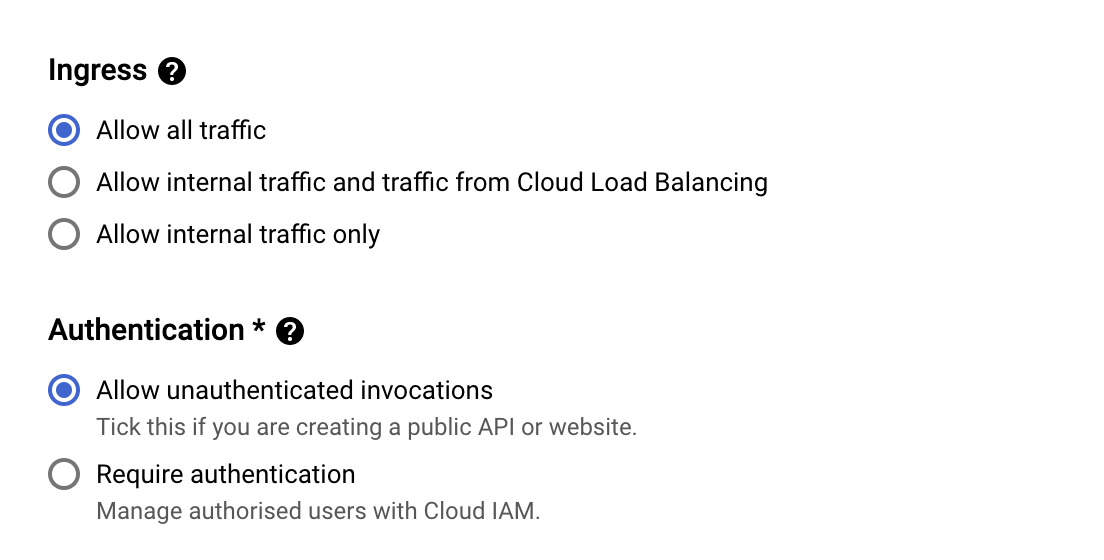 Ingress ?
Allow all traffic
Allow internal traffic and traffic from Cloud Load Balancing
Allow internal traffic only
Authentication * ?
Allow unauthenticated invocations
Tick this if you are creating a public API or website.
Require authentication
Manage authorised users with Cloud IAM.